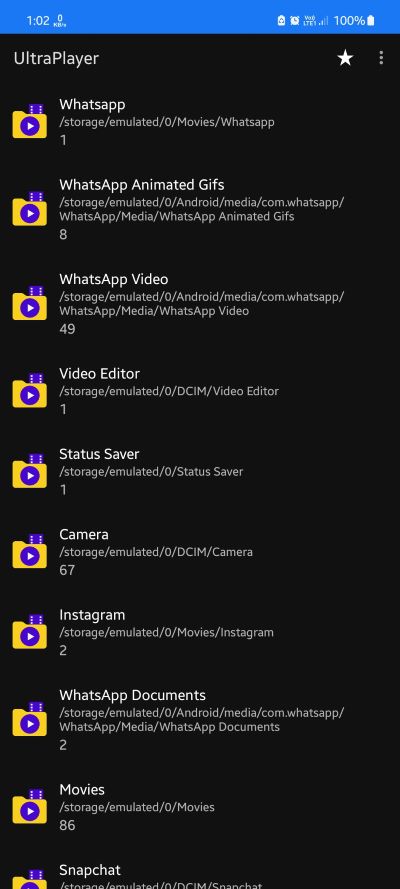 1:02 0 KB/s Vo) LTE1 100%
UltraPlayer
Whatsapp
/storage/emulated/0/Movies/Whatsapp
1
WhatsApp Animated Gifs
/storage/emulated/0/Android/media/com.whatsapp/
WhatsApp/Media/WhatsApp Animated Gifs
8
WhatsApp Video
/storage/emulated/0/Android/media/com.whatsapp/
WhatsApp/Media/WhatsApp Video
49
Video Editor
/storage/emulated/0/DCIM/Video Editor
1
Status Saver
/storage/emulated/0/Status Saver
1
Camera
/storage/emulated/0/DCIM/Camera
67
Instagram
/storage/emulated/0/Movies/Instagram
2
WhatsApp Documents
/storage/emulated/0/Android/media/com.whatsapp/
WhatsApp/Media/WhatsApp Documents
2
Movies
/storage/emulated/0/Movies
86
Snapchat
/storage/emulated/0/DCIM/Snapchat